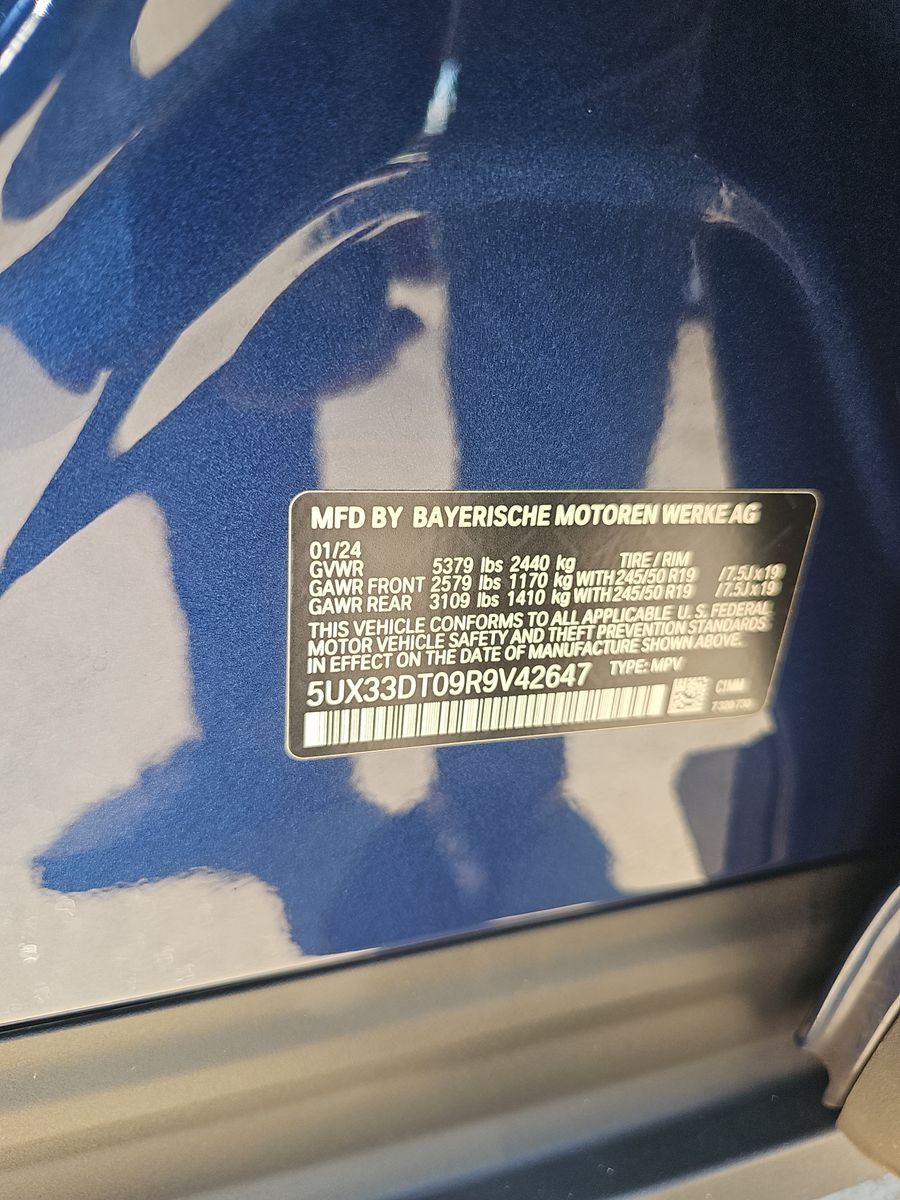 MFD BY BAYERISCHE MOTOREN WERKE AG
01/24
GVWR 5379 lbs 2440 kg TIRE / RIM
GAWR FRONT 2579 lbs 1170 kg WITH 245/50 R19 /7.5Jx19
GAWR REAR 3109 lbs 1410 kg WITH 245/50 R19 /7.5Jx19
THIS VEHICLE CONFORMS TO ALL APPLICABLE U.S. FEDERAL
MOTOR VEHICLE SAFETY AND THEFT PREVENTION STANDARDS
IN EFFECT ON THE DATE OF MANUFACTURE SHOWN ABOVE.
5UX33DT09R9V42647 TYPE: MPV